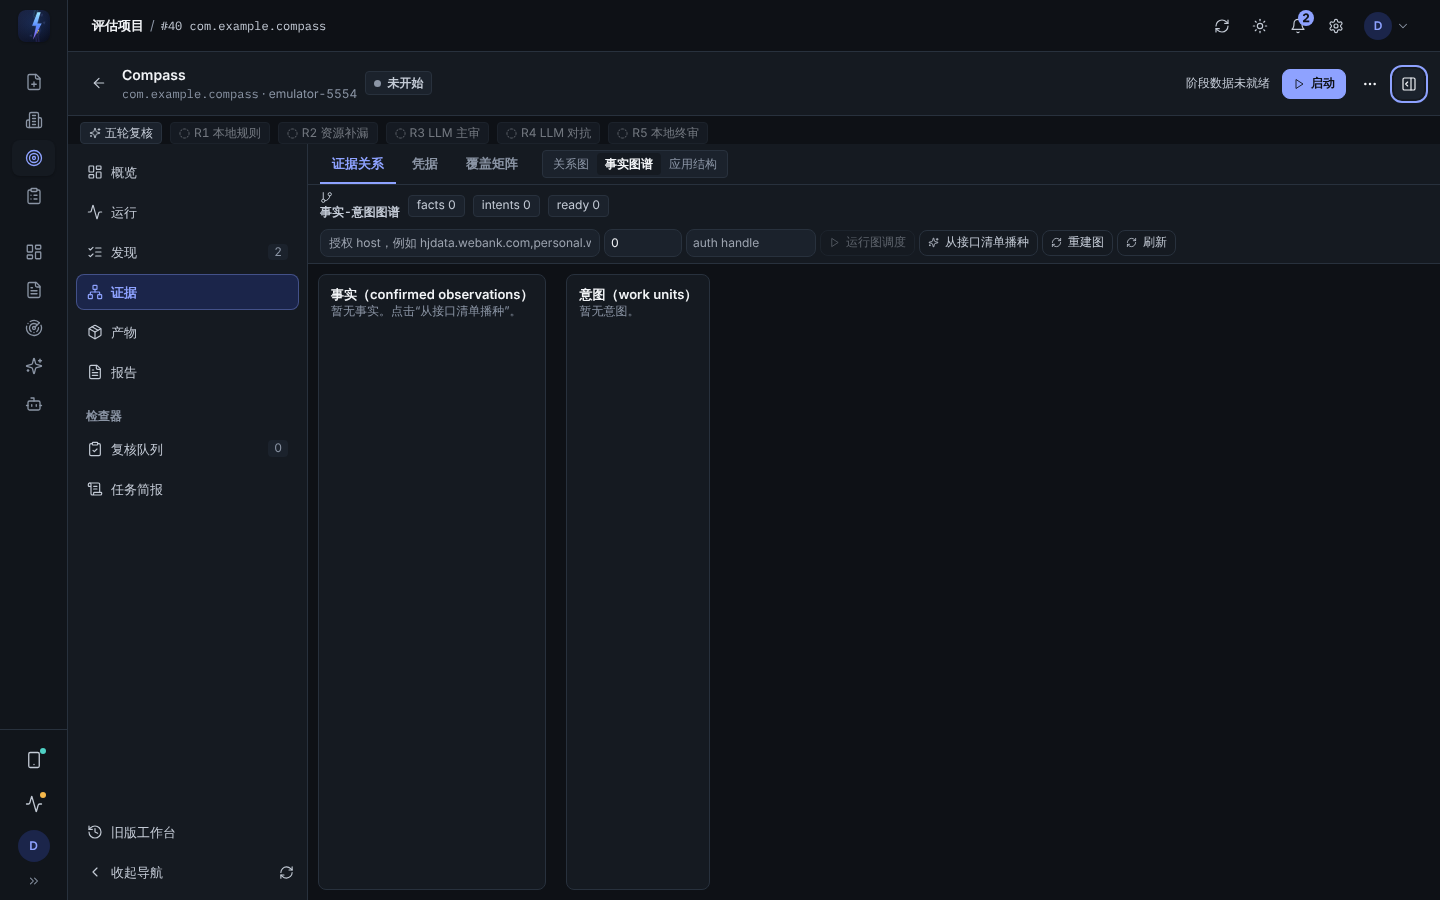 评估项目 / #40 com.example.compass
2
D
Compass
com.example.compass · emulator-5554
未开始
阶段数据未就绪
启动
五轮复核
R1 本地规则
R2 资源补漏
R3 LLM 主审
R4 LLM 对抗
R5 本地终审
概览
运行
发现 2
证据
产物
报告
检查器
复核队列 0
任务简报
旧版工作台
收起导航
D
证据关系
凭据
覆盖矩阵
关系图
事实图谱
应用结构
事实-意图图谱
facts 0
intents 0
ready 0
授权 host，例如 hjdata.webank.com,personal.v
0
auth handle
运行图调度
从接口清单播种
重建图
刷新
事实（confirmed observations）
暂无事实。点击“从接口清单播种”。
意图（work units）
暂无意图。